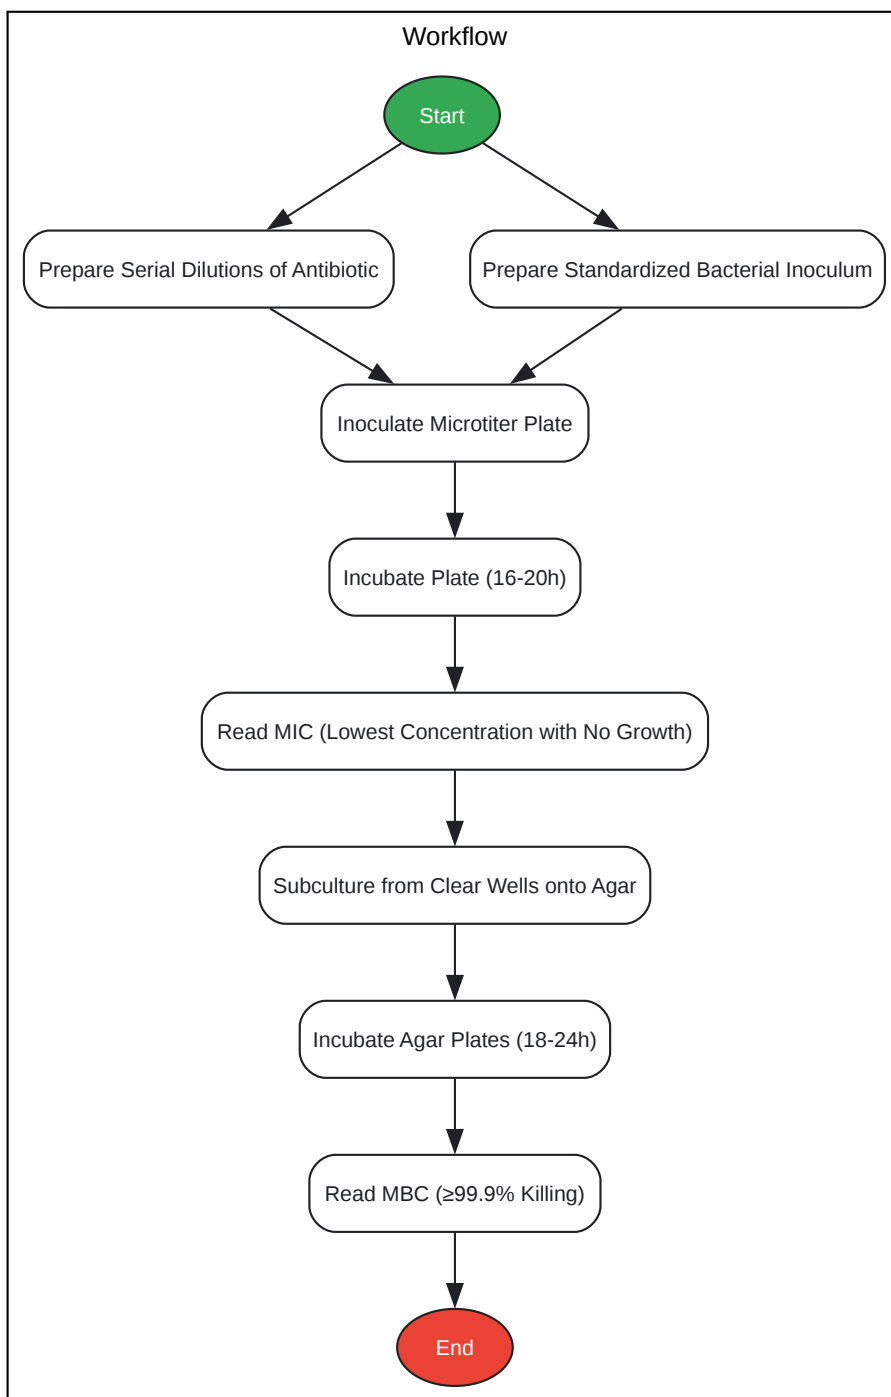 Workflow
Start
Prepare Serial Dilutions of Antibiotic
Prepare Standardized Bacterial Inoculum
Inoculate Microtiter Plate
Incubate Plate (16-20h)
Read MIC (Lowest Concentration with No Growth)
Subculture from Clear Wells onto Agar
Incubate Agar Plates (18-24h)
Read MBC (≥99.9% Killing)
End